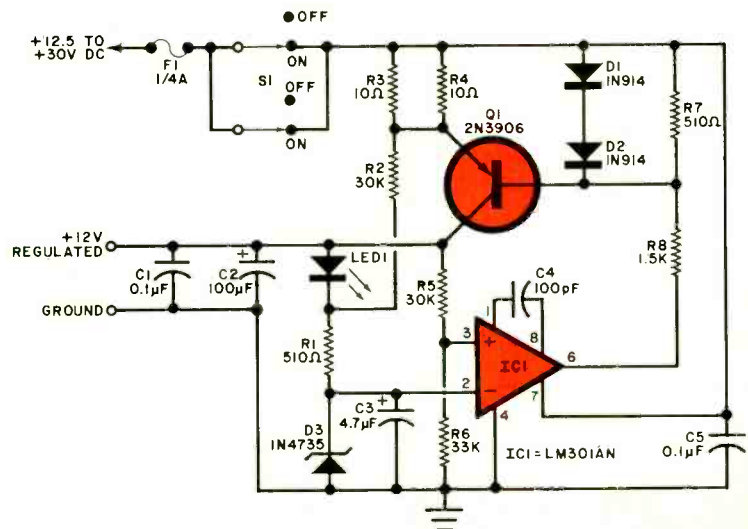 OFF
+12.5 TO
+30V DC
F1
1/4A
S1
ON
OFF
ON
R3
10Ω
R4
10Ω
D1
1N914
Q1
2N3906
R7
510Ω
D2
1N914
R2
30K
+12V
REGULATED
LED1
R8
1.5K
C1
0.1µF
+
C2
100µF
R5
30K
C4
100pF
GROUND
1
8
R1
510Ω
3
+
IC1
6
2
−
7
4
+
C3
4.7µF
D3
1N4735
R6
33K
IC1=LM301AN
C5
0.1µF